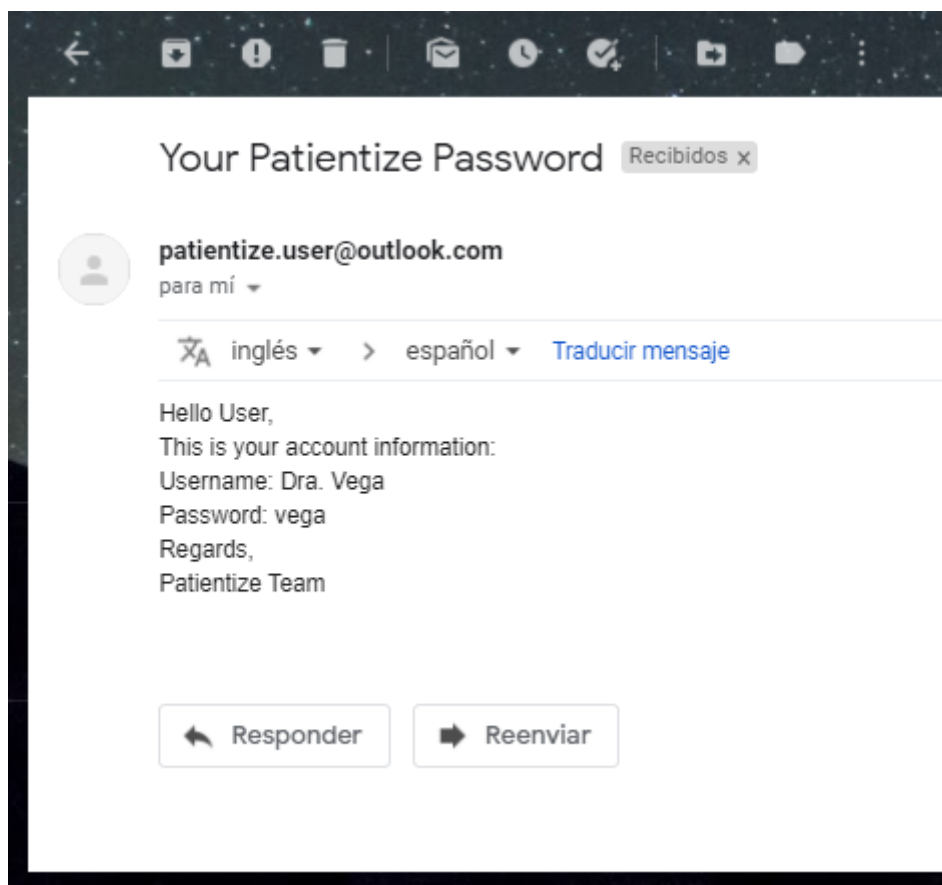 Your Patientize Password Recibidos x
patientize.user@outlook.com
para mí
inglés > español Traducir mensaje
Hello User,
This is your account information:
Username: Dra. Vega
Password: vega
Regards,
Patientize Team
Responder Reenviar